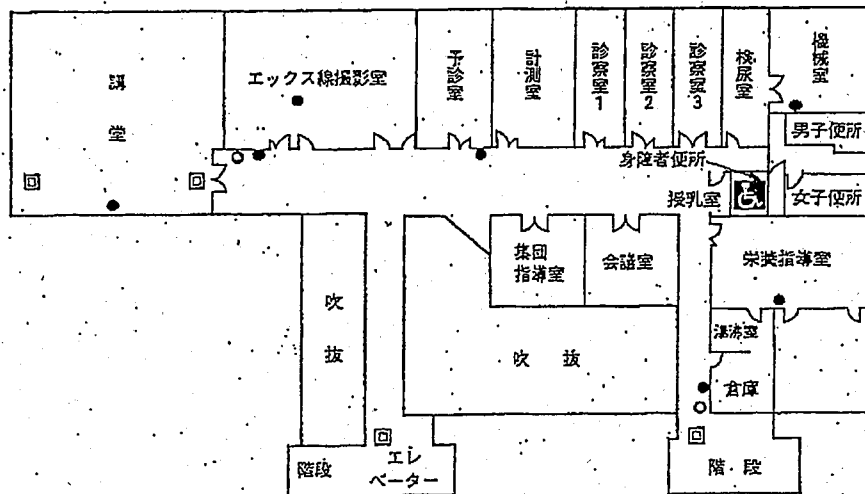 講堂
エックス線撮影室
予診室
計測室
診察室1
診察室2
診察室3
検尿室
機械室
男子便所
身障者便所
授乳室
女子便所
集団
指導室
会議室
栄養指導室
吹抜
湯沸室
吹抜
倉庫
階段
エレ
ベーター
階段